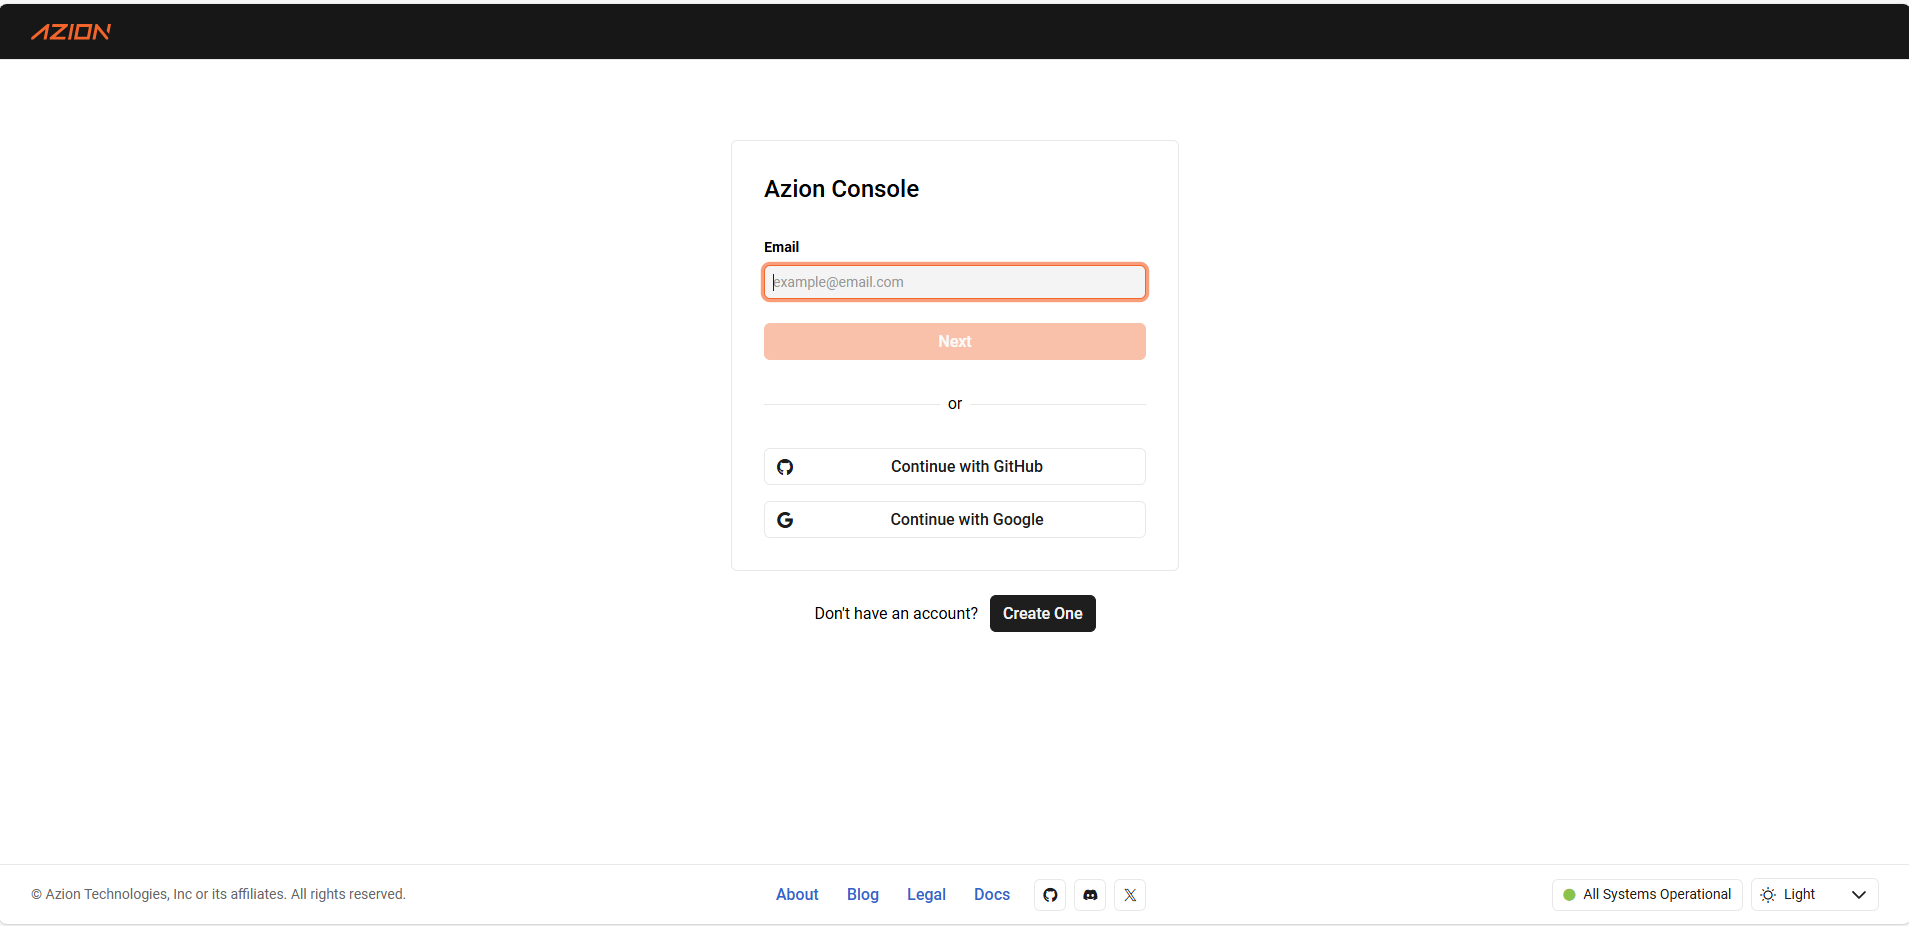 AZION
Azion Console
Email
example@email.com
Next
or
Continue with GitHub
Continue with Google
Don't have an account? Create One
© Azion Technologies, Inc or its affiliates. All rights reserved. About Blog Legal Docs All Systems Operational Light